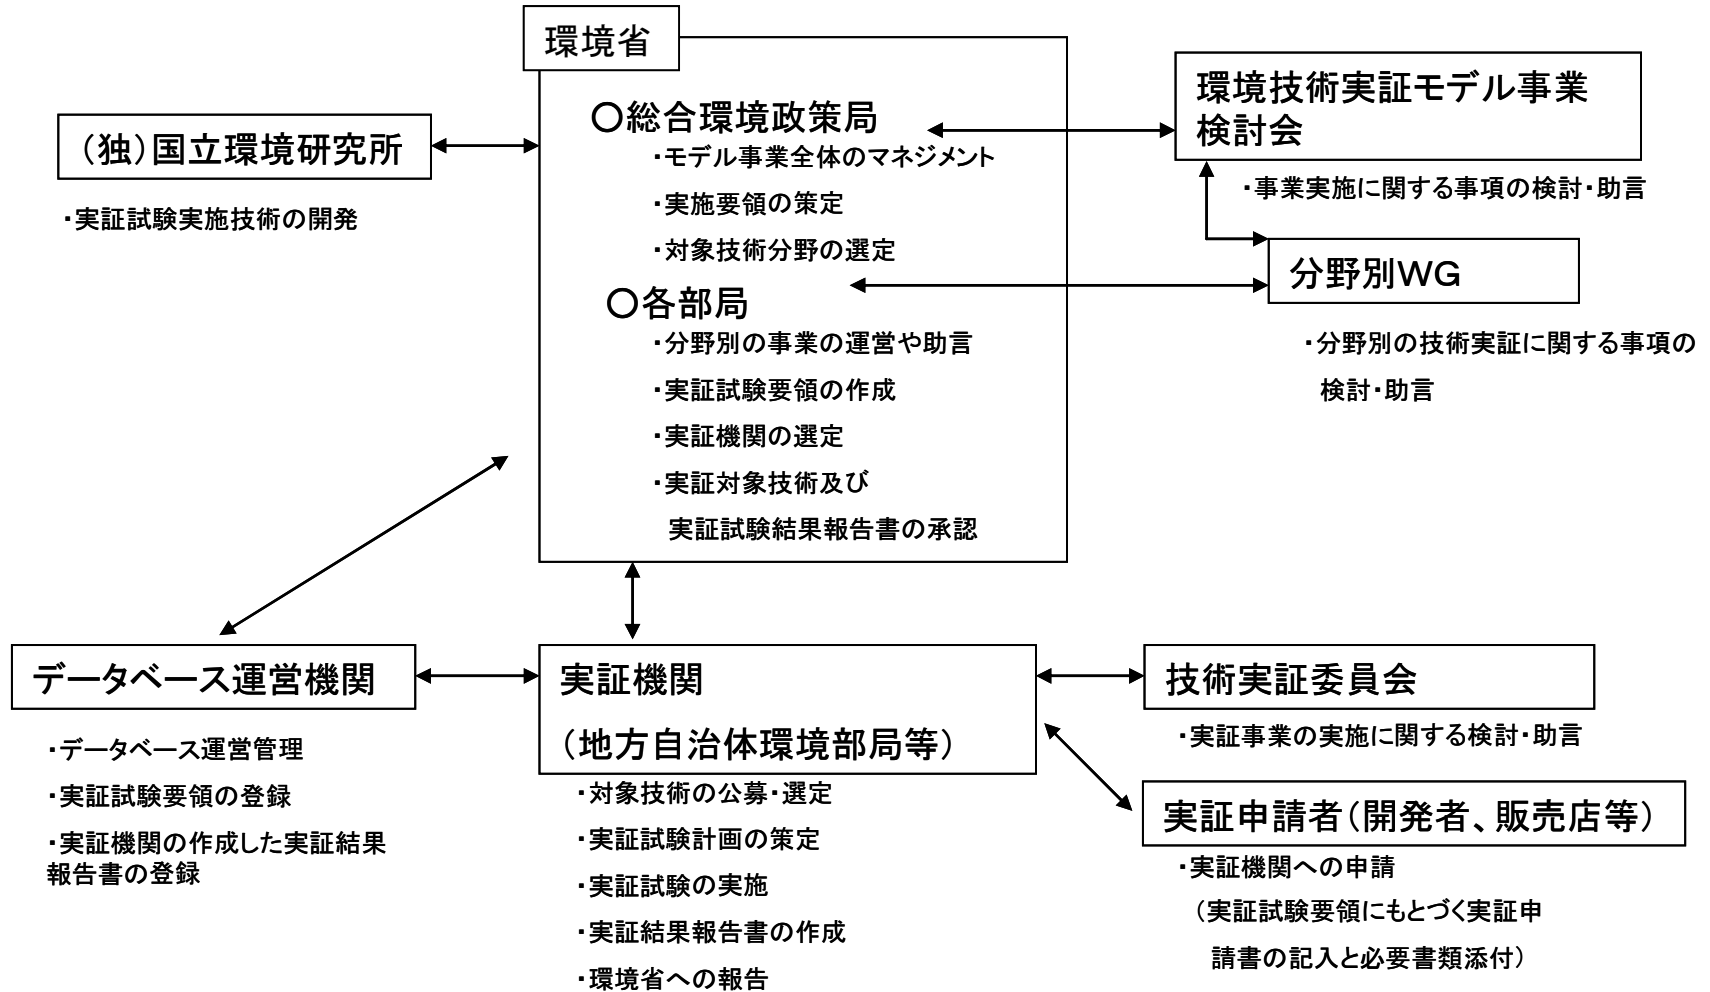 環境省
○総合環境政策局
・モデル事業全体のマネジメント
・実施要領の策定
・対象技術分野の選定
○各部局
・分野別の事業の運営や助言
・実証試験要領の作成
・実証機関の選定
・実証対象技術及び
実証試験結果報告書の承認
（独）国立環境研究所
・実証試験実施技術の開発
環境技術実証モデル事業
検討会
・事業実施に関する事項の検討・助言
分野別ＷＧ
・分野別の技術実証に関する事項の
検討・助言
データベース運営機関
・データベース運営管理
・実証試験要領の登録
・実証機関の作成した実証結果
報告書の登録
実証機関
（地方自治体環境部局等）
・対象技術の公募・選定
・実証試験計画の策定
・実証試験の実施
・実証結果報告書の作成
・環境省への報告
技術実証委員会
・実証事業の実施に関する検討・助言
実証申請者（開発者、販売店等）
・実証機関への申請
（実証試験要領にもとづく実証申
請書の記入と必要書類添付）